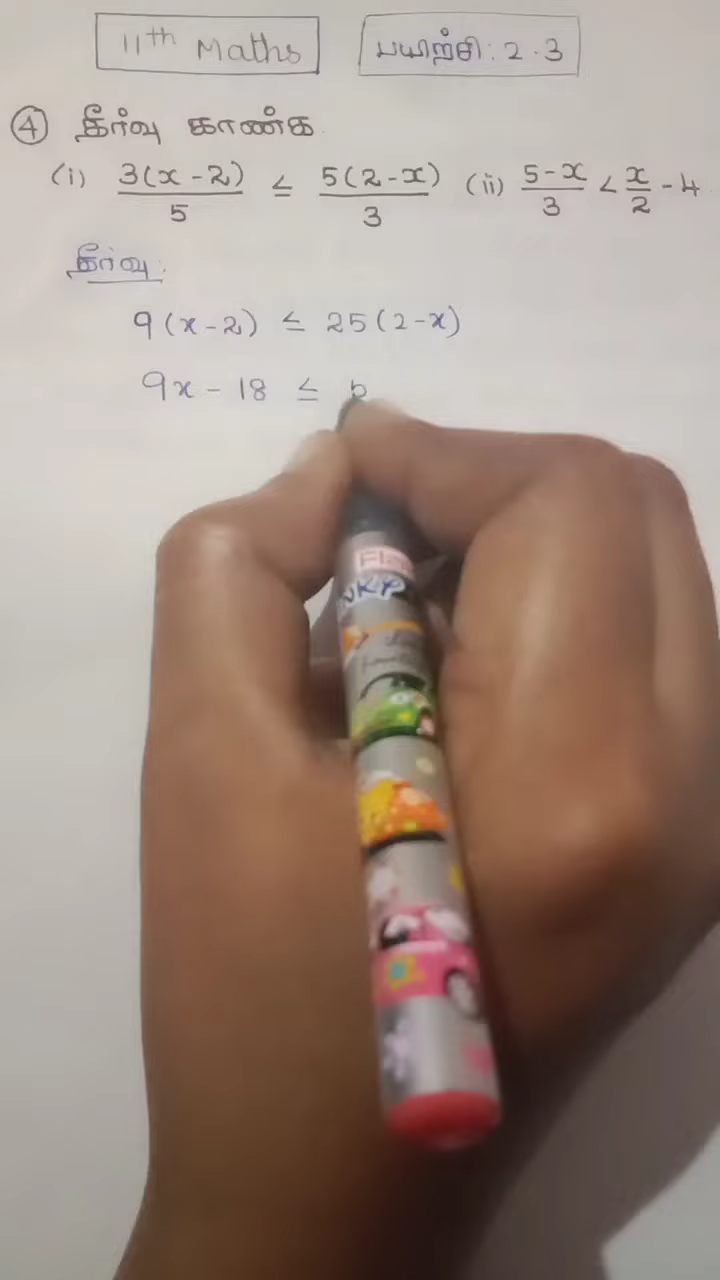 11th Maths பயிற்சி: 2.3
④ தீர்வு காண்க
(i) 3(x-2)/5 ≤ 5(2-x)/3 (ii) 5-x/3 < x/2 - 4
தீர்வு:
9(x-2) ≤ 25(2-x)
9x - 18 ≤
NKP